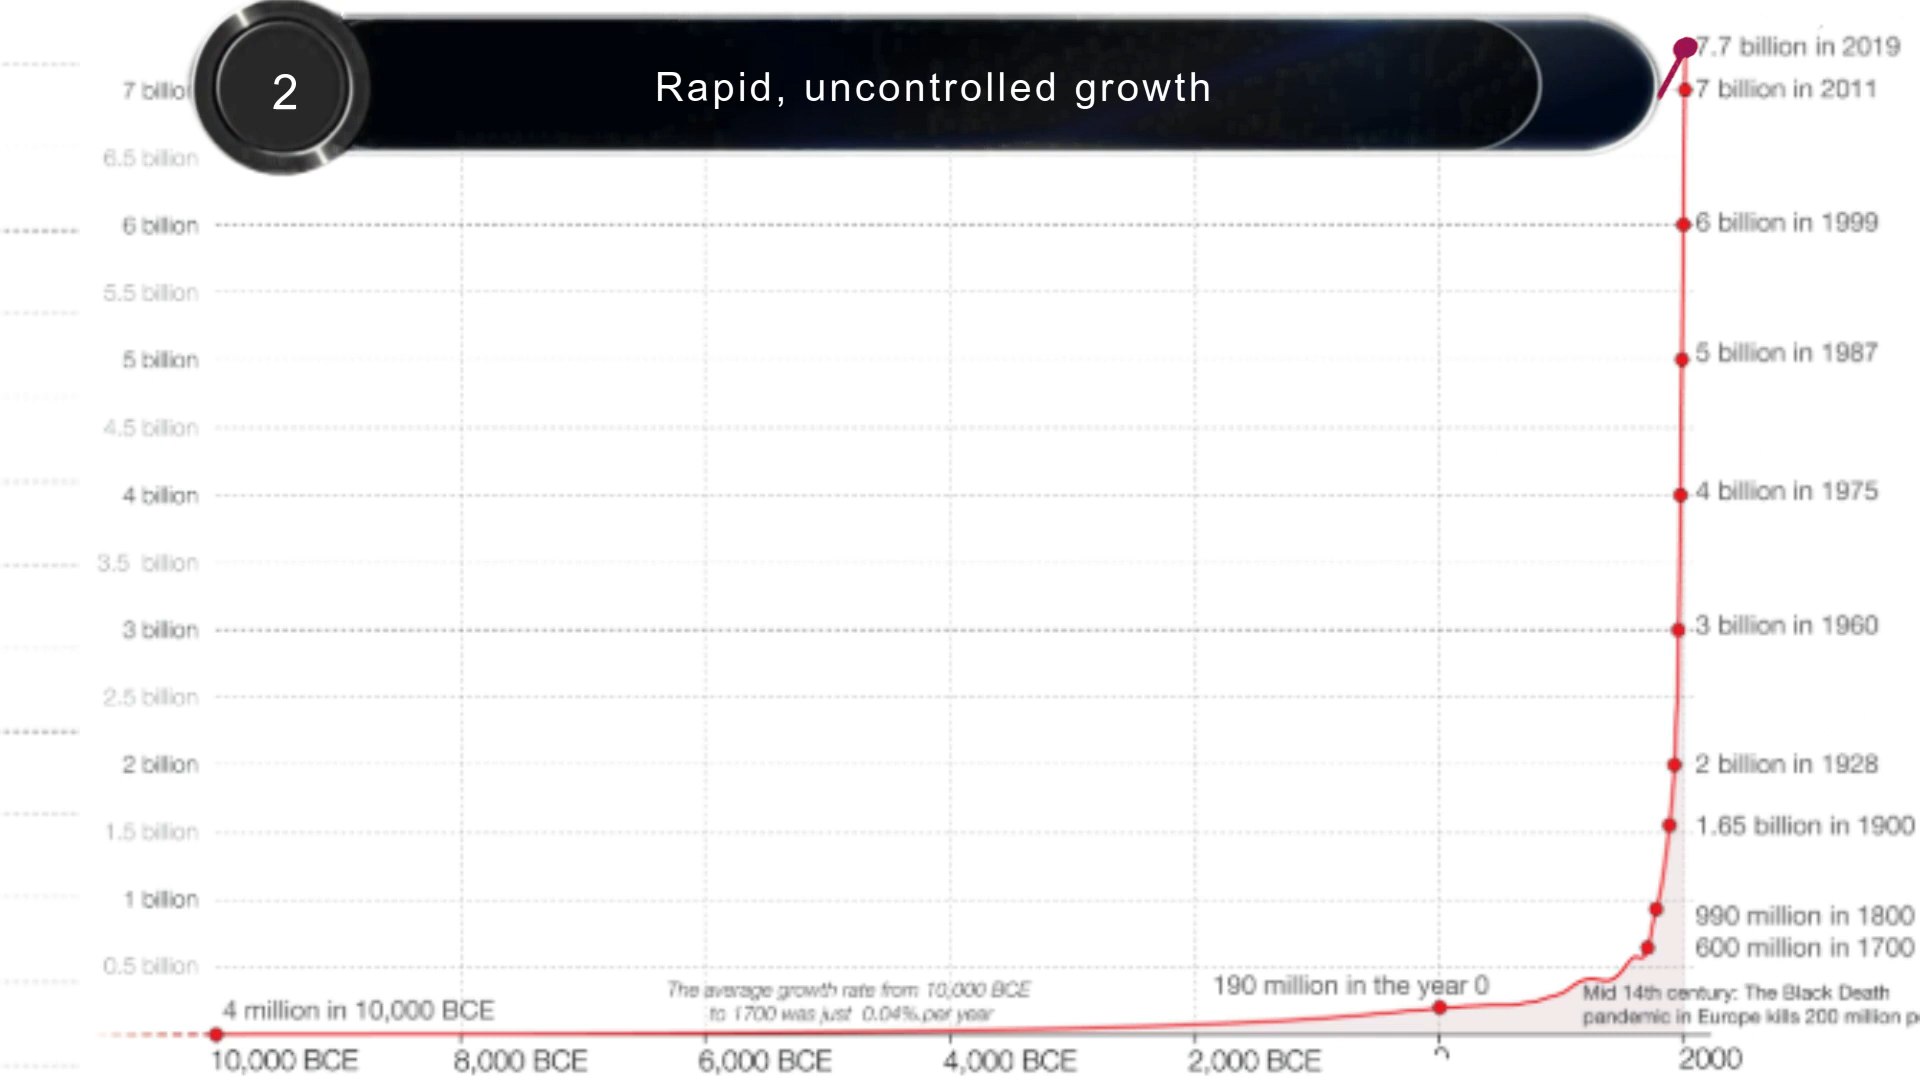 2
Rapid, uncontrolled growth
7.7 billion in 2019
7 billion in 2011
6.5 billion
6 billion
6 billion in 1999
5.5 billion
5 billion
5 billion in 1987
4.5 billion
4 billion
4 billion in 1975
3.5 billion
3 billion
3 billion in 1960
2.5 billion
2 billion
2 billion in 1928
1.5 billion
1.65 billion in 1900
1 billion
990 million in 1800
600 million in 1700
0.5 billion
190 million in the year 0
The average growth rate from 10,000 BCE
to 1700 was just 0.04% per year
Mid 14th century: The Black Death
pandemic in Europe kills 200 million
4 million in 10,000 BCE
10,000 BCE
8,000 BCE
6,000 BCE
4,000 BCE
2,000 BCE
2000